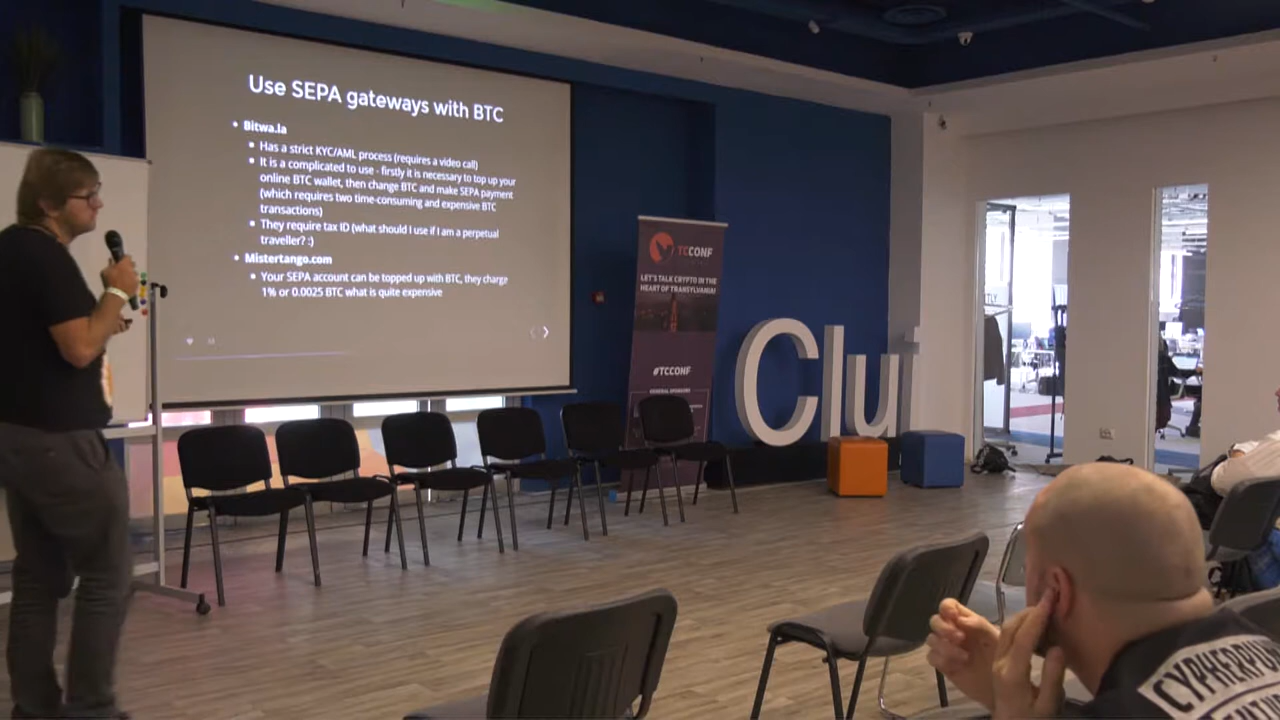 Use SEPA gateways with BTC
Bitwa.la
Has a strict KYC/AML process (requires a video call)
It is a complicated to use - firstly it is necessary to top up your
online BTC wallet, then change BTC and make SEPA payment
(which requires two time-consuming and expensive BTC
transactions)
They require tax ID (what should I use if I am a perpetual
traveller? :)
Mistertango.com
Your SEPA account can be topped up with BTC, they charge
1% or 0.0025 BTC what is quite expensive
TCCONF
LET'S TALK CRYPTO IN THE
HEART OF TRANSYLVANIA!
#TCCONF
GENERAL SPONSORS
Cluj
CYPHERPUNK